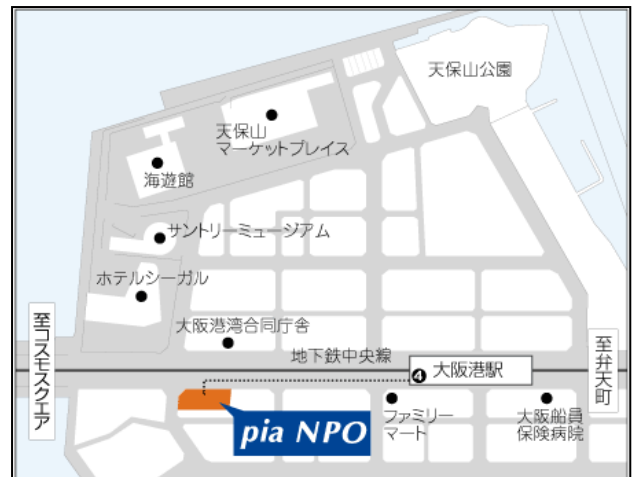 天保山公園
天保山
マーケットプレイス
海遊館
サントリーミュージアム
ホテルシーガル
大阪港湾合同庁舎
至コスモスクエア
地下鉄中央線
④ 大阪港駅
至弁天町
pia NPO
ファミリー
マート
大阪船員
保険病院